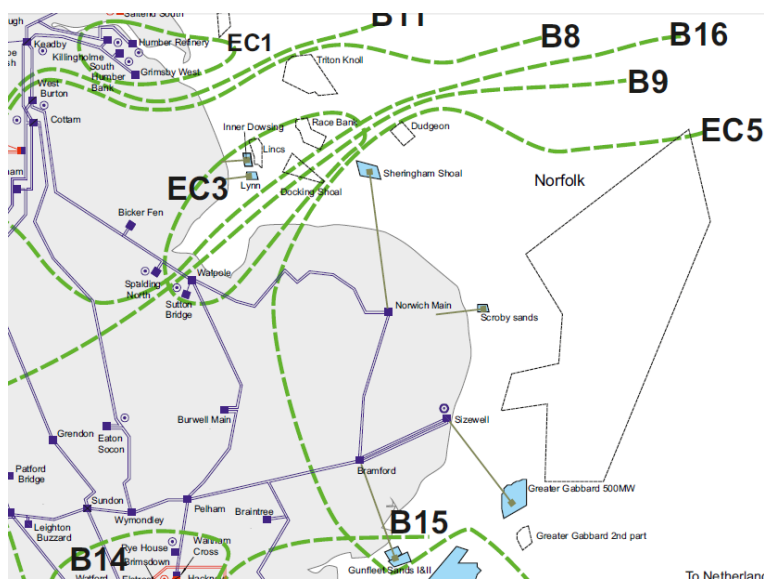 Saltend South
B11
Keadby
Humber Refinery
EC1
B8
B16
Killingholme
South
Humber
Bank
Grimsby West
Triton Knoll
B9
West
Burton
Cottam
Inner Dowsing
Race Bank
Dudgeon
EC5
Lincs
EC3
Lynn
Docking Shoal
Sheringham Shoal
Norfolk
Bicker Fen
Spalding
North
Walpole
Sutton
Bridge
Norwich Main
Scroby sands
Burwell Main
Sizewell
Grendon
Eaton
Socon
Patford
Bridge
Bramford
Sundon
Wymondley
Pelham
Braintree
Greater Gabbard 500MW
Leighton
Buzzard
B15
Greater Gabbard 2nd part
Rye House
Waltham
Cross
Brimsdown
B14
Gunfleet Sands I&II
To Netherland